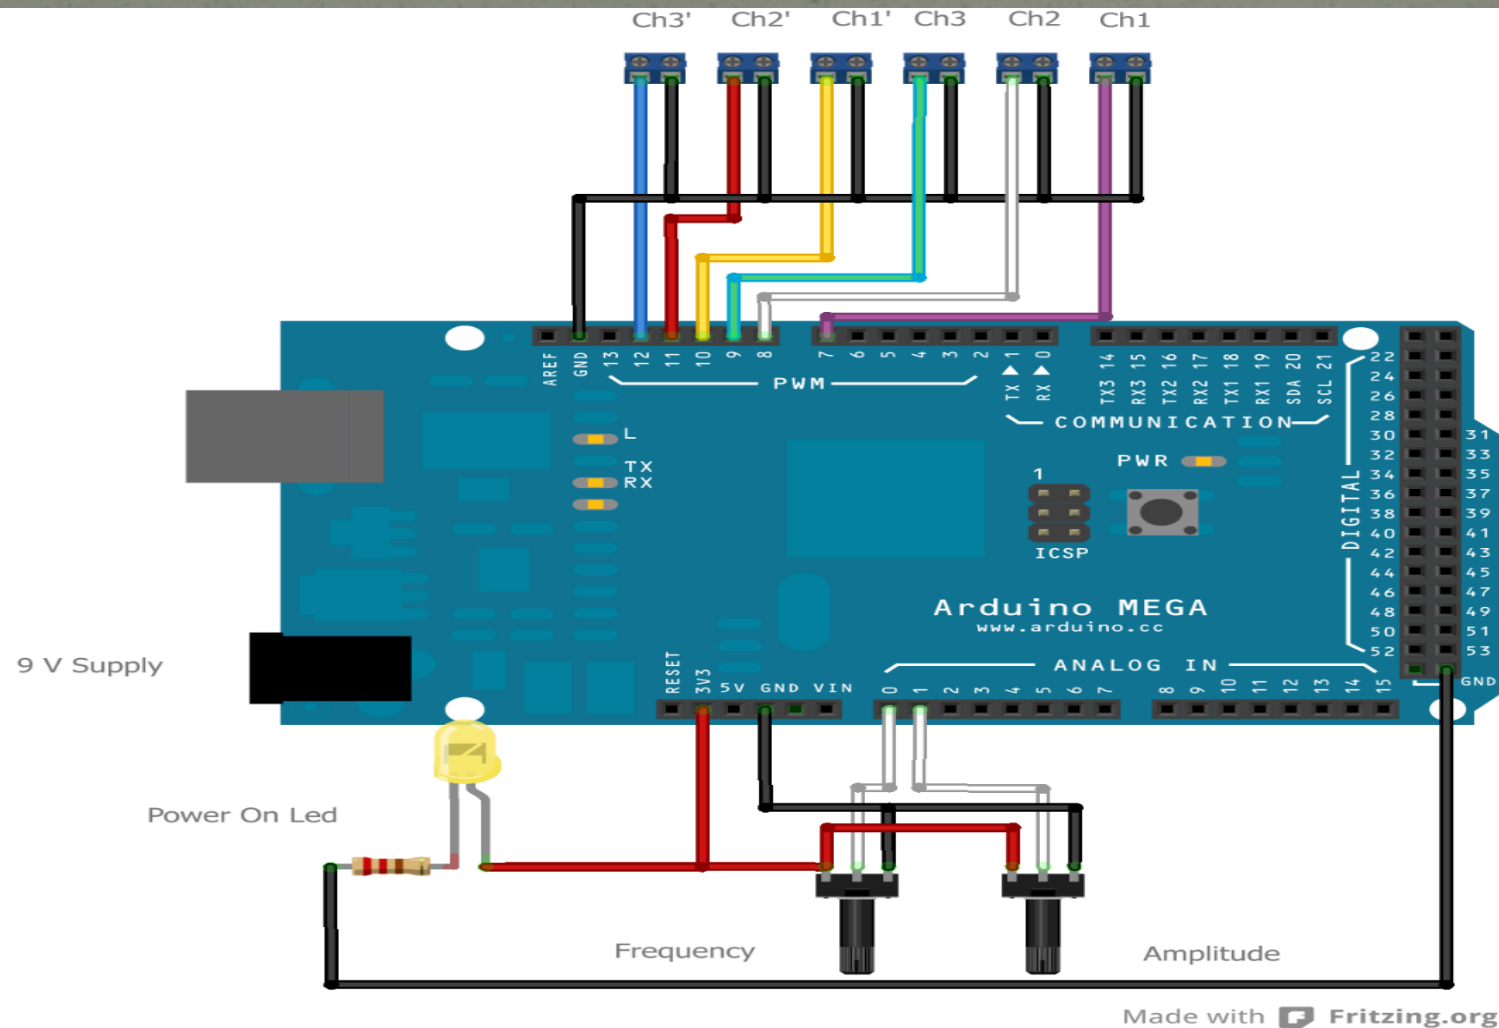 Ch3' Ch2' Ch1' Ch3 Ch2 Ch1
AREF GND 13 12 11 10 9 8 7 6 5 4 3 2 TX 1 RX 0 TX3 14 RX3 15 TX2 16 RX2 17 TX1 18 RX1 19 SDA 20 SCL 21
PWM
COMMUNICATION
L
TX
RX
PWR
1
ICSP
DIGITAL
22
24
26
28
30 31
32 33
34 35
36 37
38 39
40 41
42 43
44 45
46 47
48 49
50 51
52 53
GND
Arduino MEGA
www.arduino.cc
ANALOG IN
RESET 3V3 5V GND VIN 0 1 2 3 4 5 6 7 8 9 10 11 12 13 14 15
9 V Supply
Power On Led
Frequency
Amplitude
Made with Fritzing.org